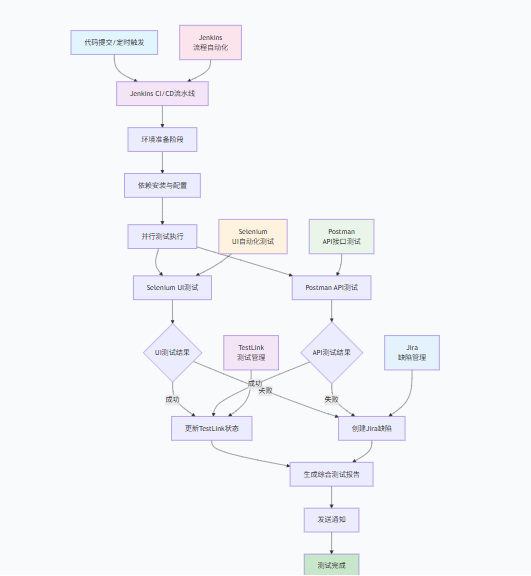 代码提交/定时触发
Jenkins
流程自动化
Jenkins CI/CD流水线
环境准备阶段
依赖安装与配置
并行测试执行
Selenium
UI自动化测试
Postman
API接口测试
Selenium UI测试
Postman API测试
UI测试结果
TestLink
测试管理
API测试结果
Jira
缺陷管理
成功
失败
成功
失败
更新TestLink状态
创建Jira缺陷
生成综合测试报告
发送通知
测试完成